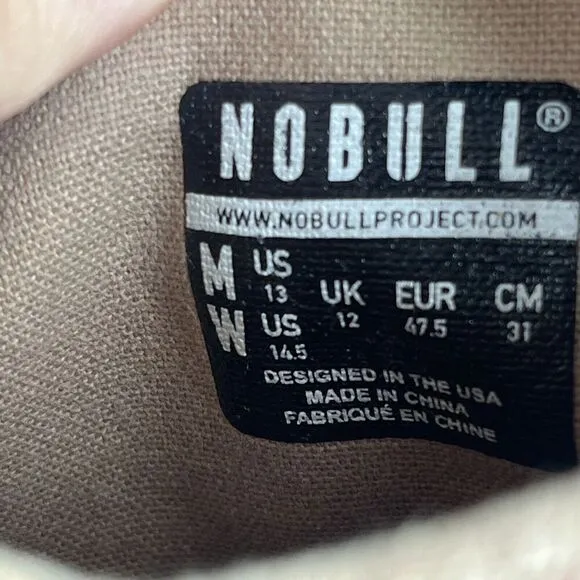 NOBULL®
WWW.NOBULLPROJECT.COM
M US 13 UK 12 EUR 47.5 CM 31
W US 14.5
DESIGNED IN THE USA
MADE IN CHINA
FABRIQUÉ EN CHINE